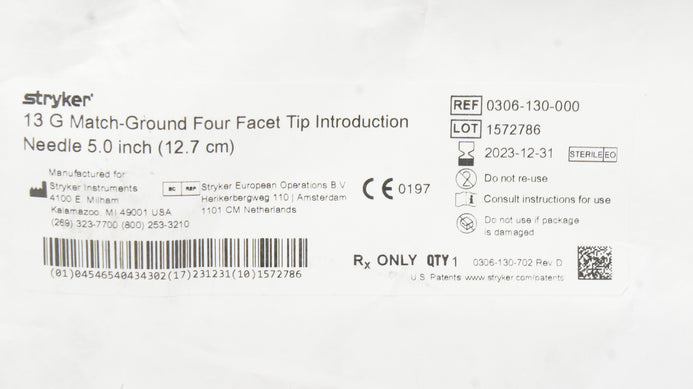 stryker
13 G Match-Ground Four Facet Tip Introduction
Needle 5.0 inch (12.7 cm)
Manufactured for
Stryker Instruments
4100 E. Milham
Kalamazoo, MI 49001 USA
(269) 323-7700 (800) 253-3210
EC REP
Stryker European Operations B.V.
Herikerbergweg 110 | Amsterdam
1101 CM Netherlands
CE 0197
(01)04546540434302(17)231231(10)1572786
REF 0306-130-000
LOT 1572786
2023-12-31 STERILE EO
2 Do not re-use
i Consult instructions for use
Do not use if package
is damaged
Rx ONLY QTY 1 0306-130-702 Rev D
U.S. Patents: www.stryker.com/patents